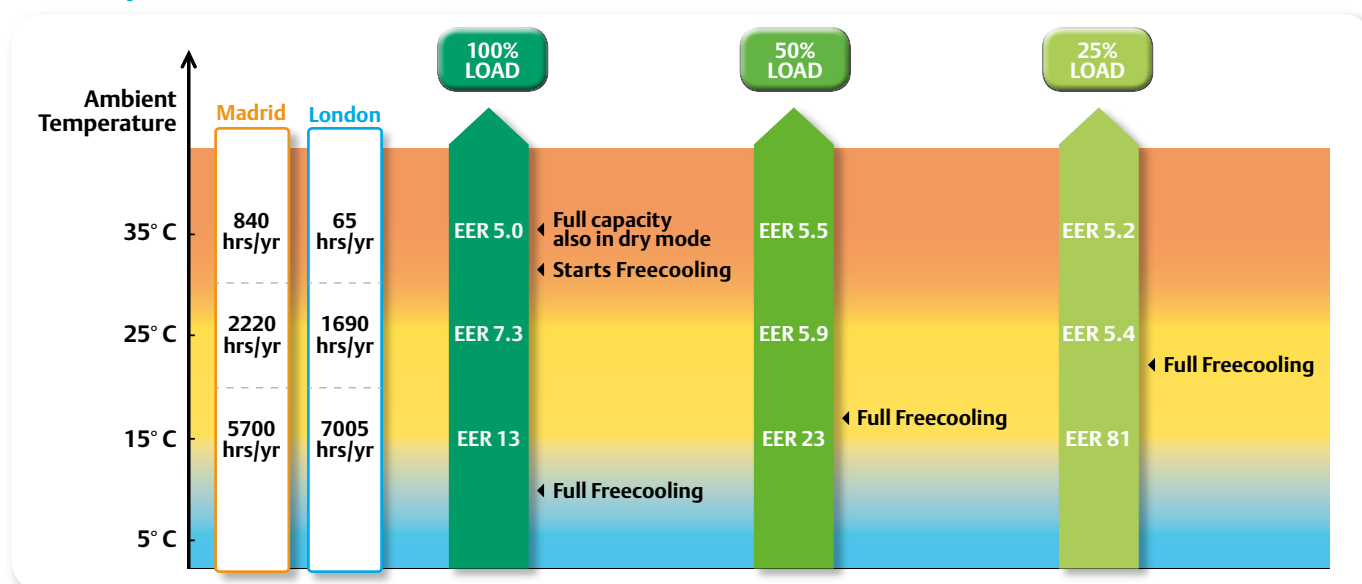 100%
LOAD
50%
LOAD
25%
LOAD
Ambient
Temperature
Madrid
London
35° C
840
hrs/yr
65
hrs/yr
EER 5.0
Full capacity
also in dry mode
EER 5.5
EER 5.2
Starts Freecooling
25° C
2220
hrs/yr
1690
hrs/yr
EER 7.3
EER 5.9
EER 5.4
Full Freecooling
Full Freecooling
15° C
5700
hrs/yr
7005
hrs/yr
EER 13
EER 23
EER 81
Full Freecooling
5° C